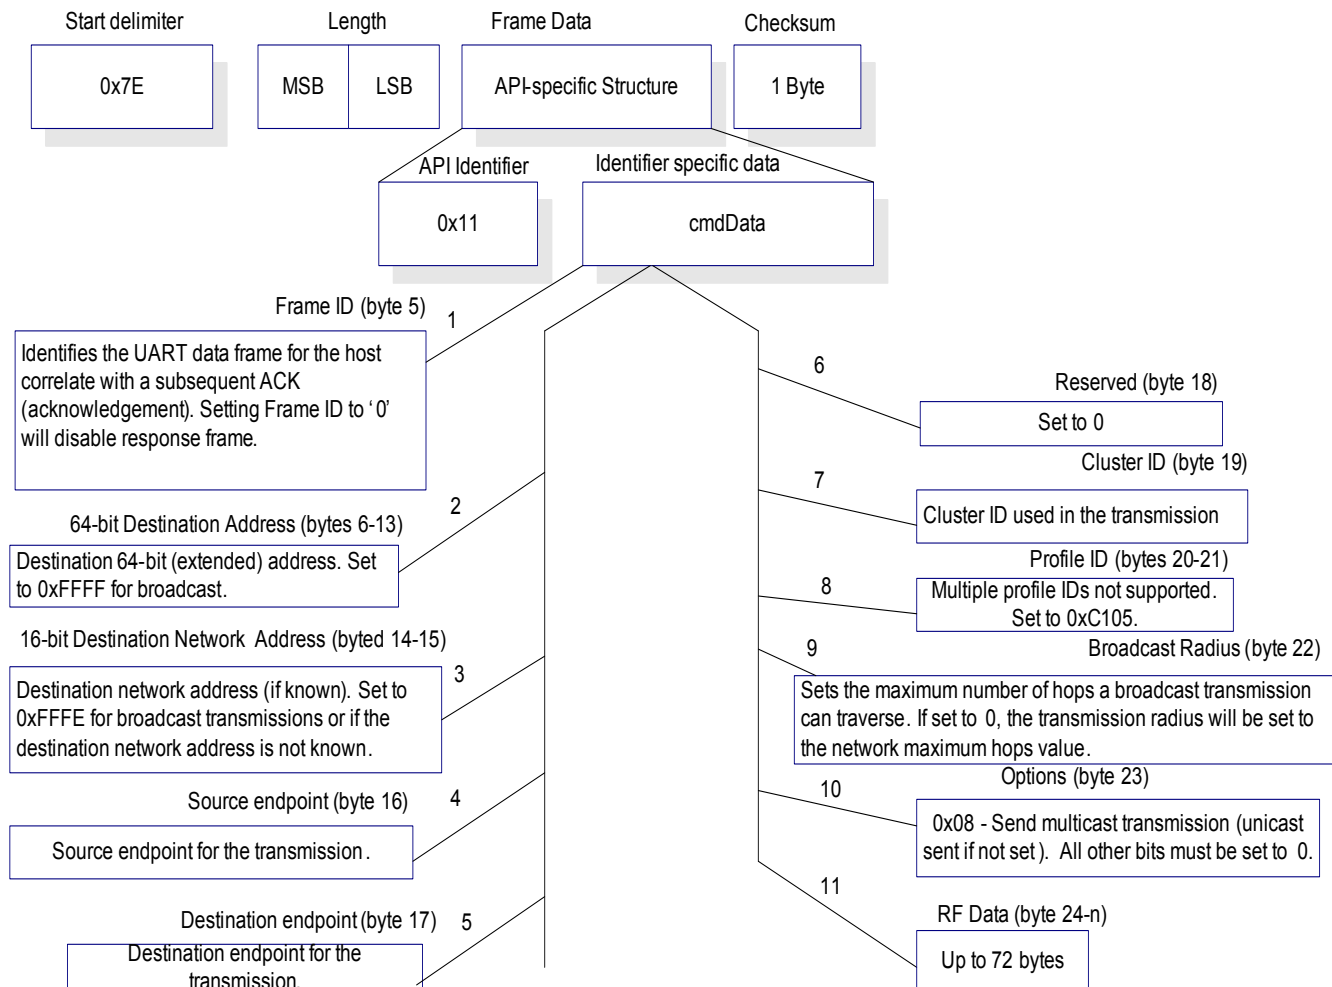 Start delimiter
Length
Frame Data
Checksum
0x7E
MSB
LSB
API-specific Structure
1 Byte
API Identifier
Identifier specific data
0x11
cmdData
Frame ID (byte 5)
1
Identifies the UART data frame for the host
correlate with a subsequent ACK
(acknowledgement). Setting Frame ID to ‘0’
will disable response frame.
2
64-bit Destination Address (bytes 6-13)
Destination 64-bit (extended) address. Set
to 0xFFFF for broadcast.
16-bit Destination Network Address (byted 14-15)
3
Destination network address (if known). Set to
0xFFFE for broadcast transmissions or if the
destination network address is not known.
Source endpoint (byte 16)
4
Source endpoint for the transmission.
Destination endpoint (byte 17)
5
Destination endpoint for the
transmission.
6
Reserved (byte 18)
Set to 0
Cluster ID (byte 19)
7
Cluster ID used in the transmission
Profile ID (bytes 20-21)
8
Multiple profile IDs not supported.
Set to 0xC105.
9
Broadcast Radius (byte 22)
Sets the maximum number of hops a broadcast transmission
can traverse. If set to 0, the transmission radius will be set to
the network maximum hops value.
Options (byte 23)
10
0x08 - Send multicast transmission (unicast
sent if not set). All other bits must be set to 0.
11
RF Data (byte 24-n)
Up to 72 bytes